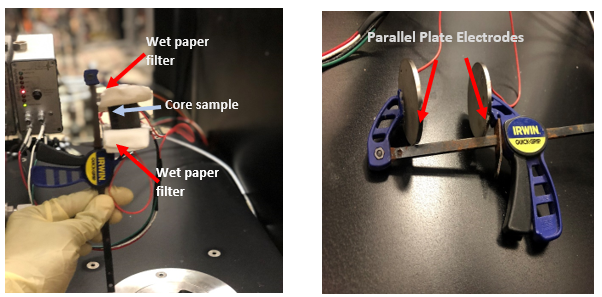 Wet paper
filter
Core sample
Wet paper
filter
IRWIN
Parallel Plate Electrodes
IRWIN
QUICK-GRIP